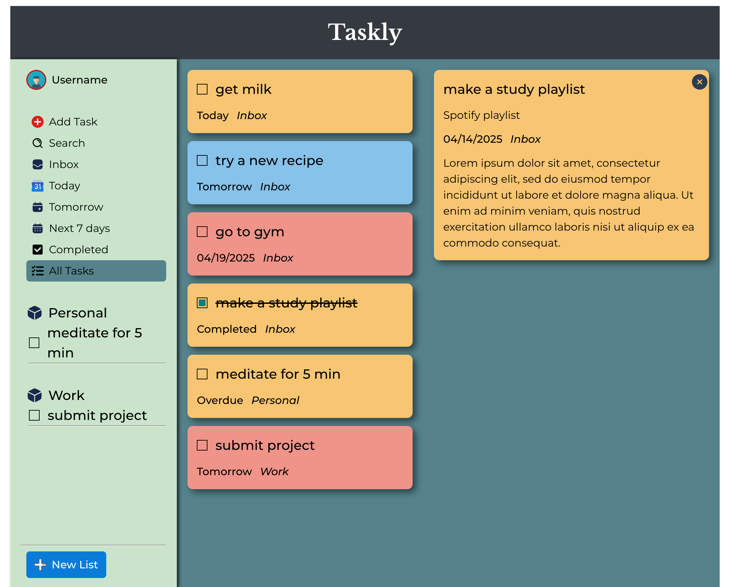 Taskly
Username
Add Task
Search
Inbox
31 Today
Tomorrow
Next 7 days
Completed
All Tasks
Personal
meditate for 5
min
Work
submit project
New List
get milk
Today Inbox
try a new recipe
Tomorrow Inbox
go to gym
04/19/2025 Inbox
make a study playlist
Completed Inbox
meditate for 5 min
Overdue Personal
submit project
Tomorrow Work
make a study playlist
Spotify playlist
04/14/2025 Inbox
Lorem ipsum dolor sit amet, consectetur
adipiscing elit, sed do eiusmod tempor
incididunt ut labore et dolore magna aliqua. Ut
enim ad minim veniam, quis nostrud
exercitation ullamco laboris nisi ut aliquip ex ea
commodo consequat.